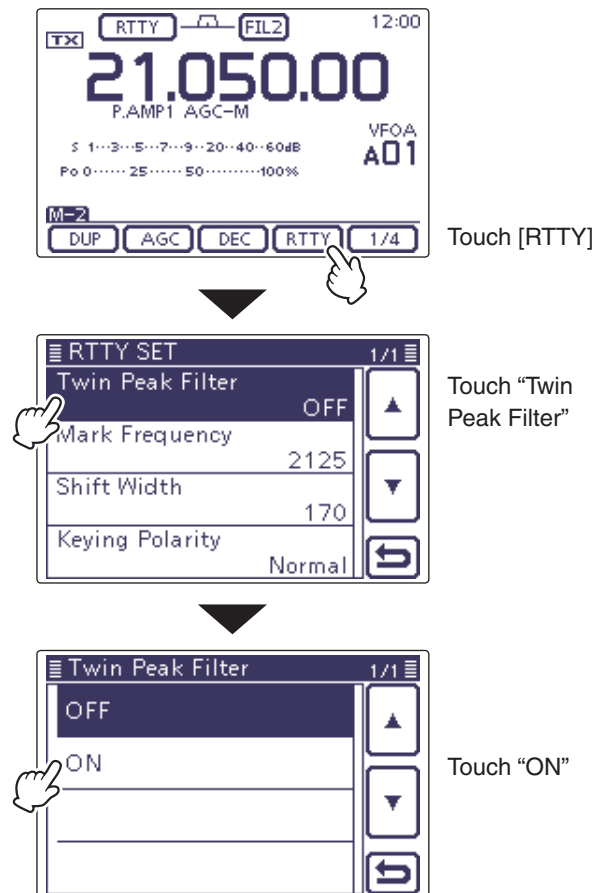 RTTY FIL2 12:00
TX
21.050.00
P.AMP1 AGC-M
S 1···3···5···7···9··20··40··60dB
VFOA
A01
Po 0······ 25······ 50··········100%
M-2
DUP AGC DEC RTTY 1/4
Touch [RTTY]
RTTY SET 1/1
Twin Peak Filter
OFF
Mark Frequency
2125
Shift Width
170
Keying Polarity
Normal
Touch “Twin
Peak Filter”
Twin Peak Filter 1/1
OFF
ON
Touch “ON”